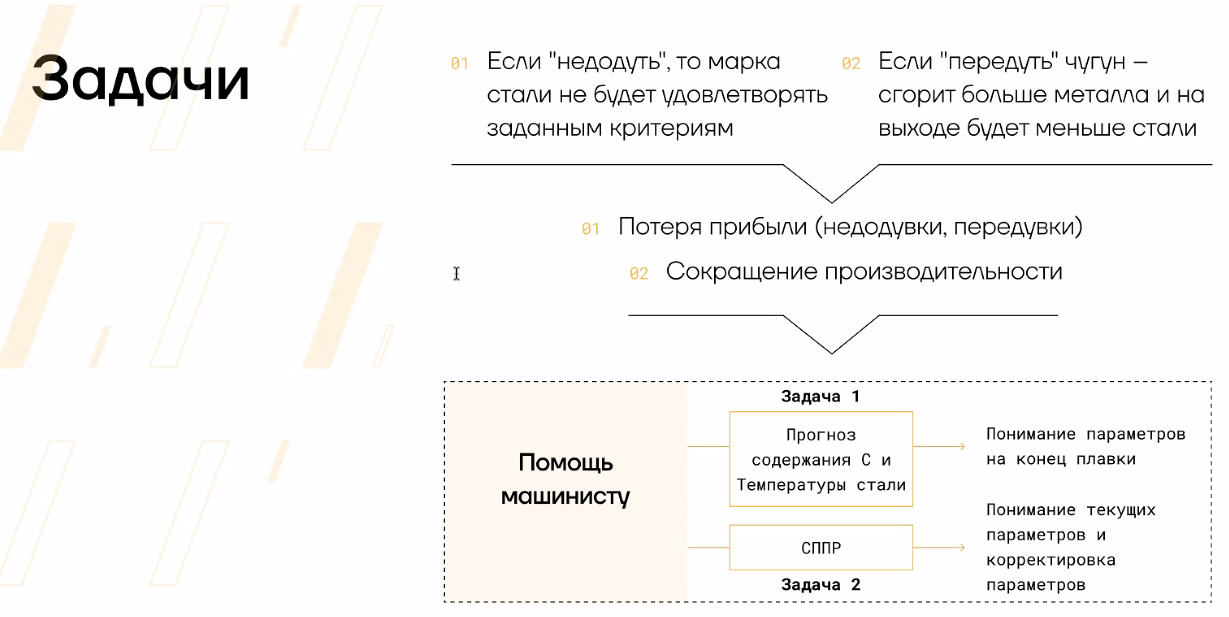 Задачи
01 Если "недодуть", то марка
стали не будет удовлетворять
заданным критериям
02 Если "передуть" чугун –
сгорит больше металла и на
выходе будет меньше стали
01 Потеря прибыли (недодувки, передувки)
02 Сокращение производительности
Помощь
машинисту
Задача 1
Прогноз
содержания С и
Температуры стали
Понимание параметров
на конец плавки
СППР
Задача 2
Понимание текущих
параметров и
корректировка
параметров